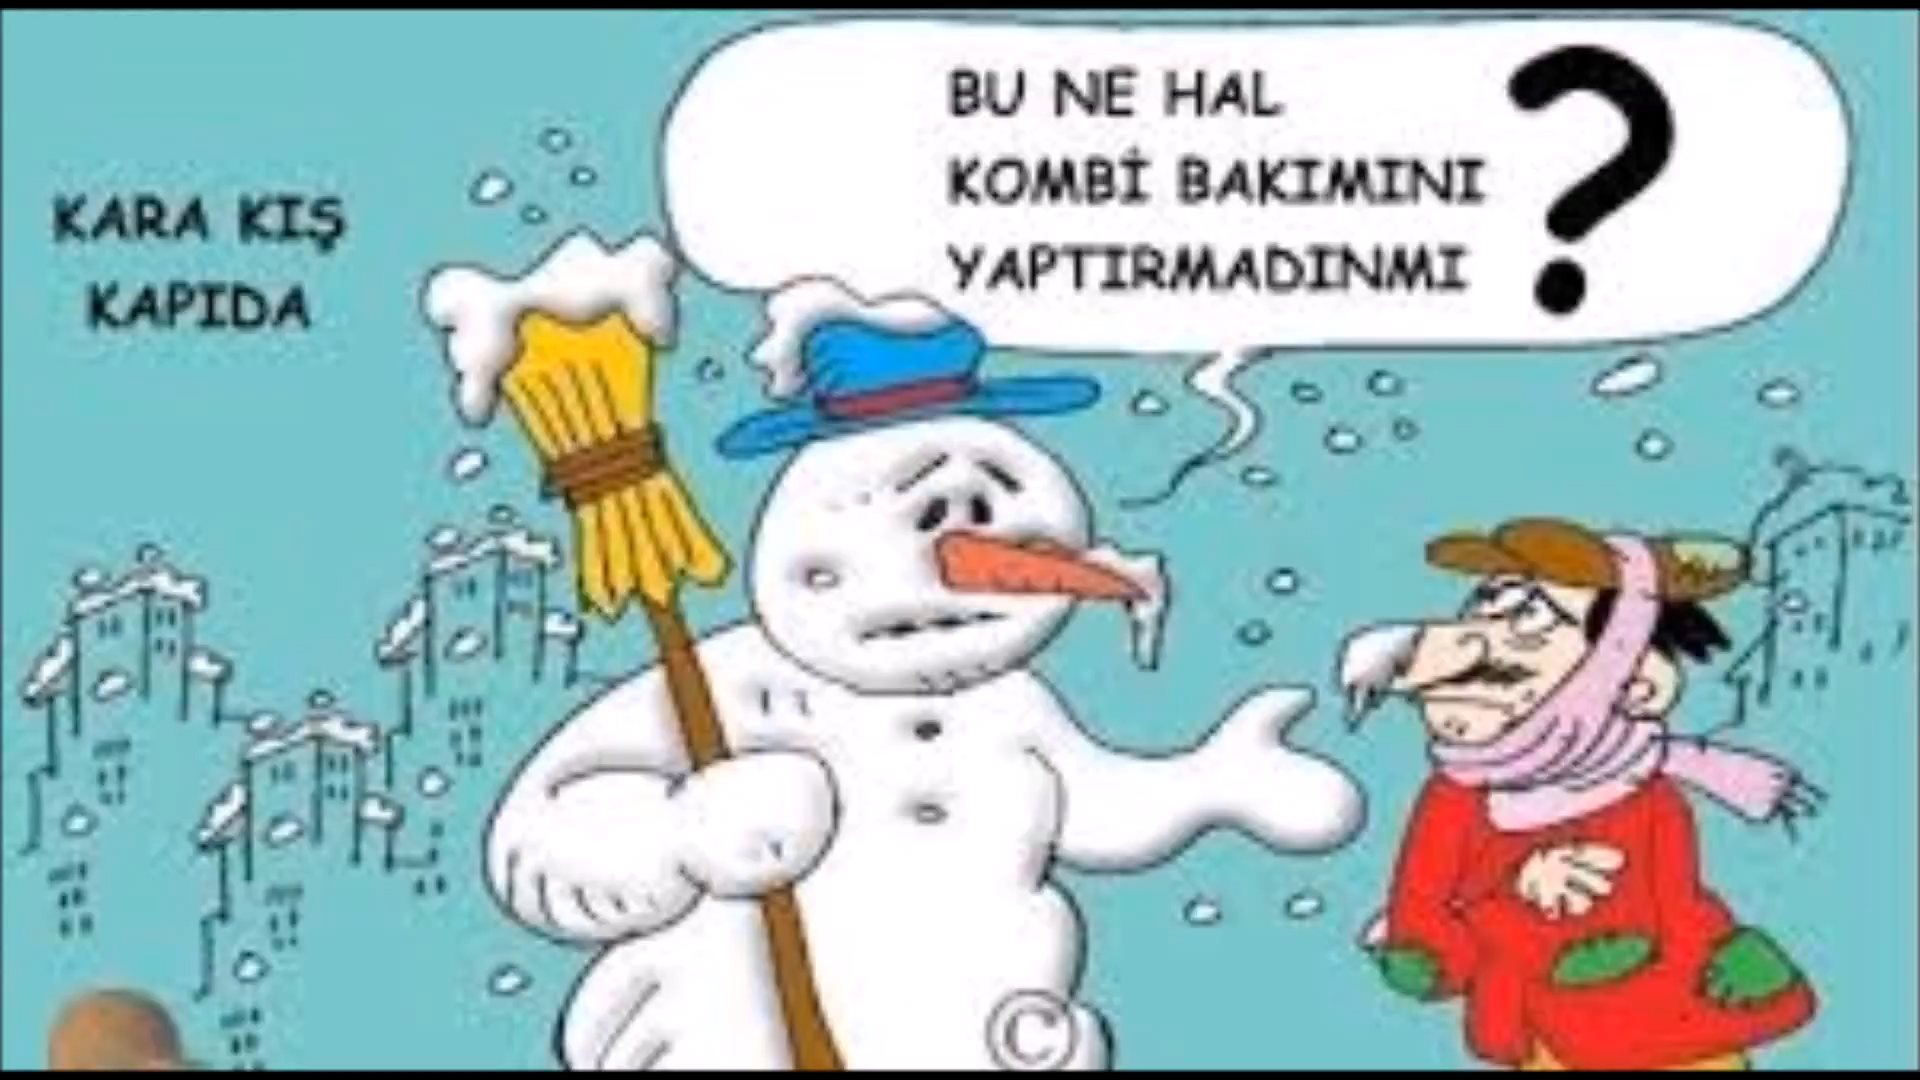 KARA KIŞ
KAPIDA
BU NE HAL
KOMBİ BAKIMINI
YAPTIRMADINMI
?
©